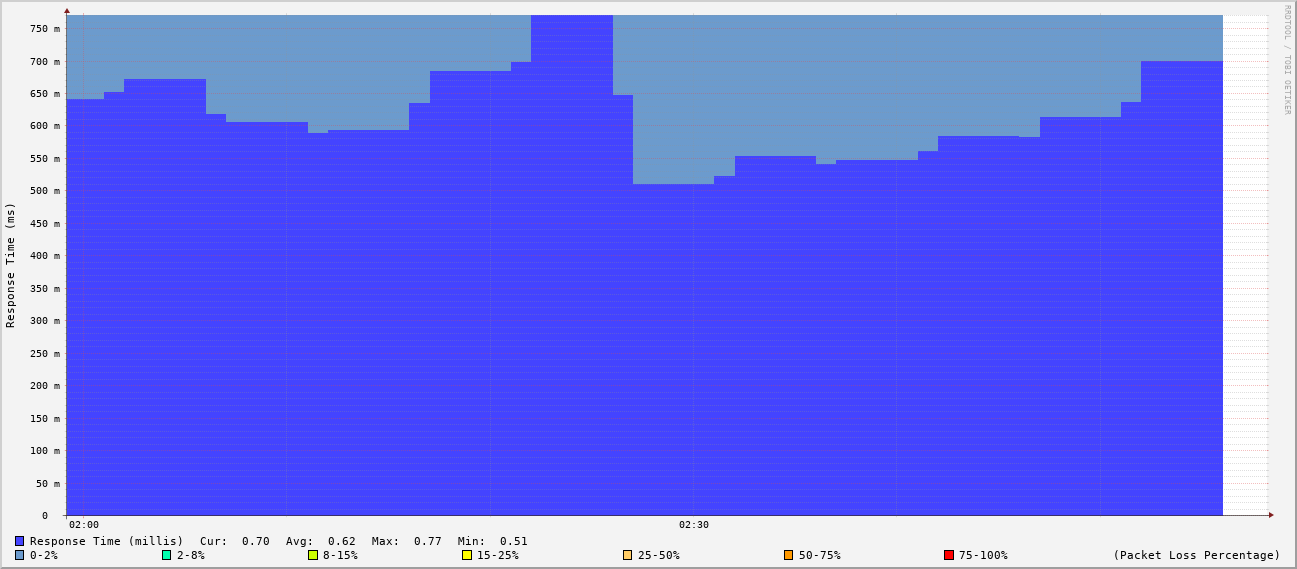 RRDTOOL / TOBI OETIKER
Response Time (ms)
750 m
700 m
650 m
600 m
550 m
500 m
450 m
400 m
350 m
300 m
250 m
200 m
150 m
100 m
50 m
0
02:00 02:30
Response Time (millis) Cur: 0.70 Avg: 0.62 Max: 0.77 Min: 0.51
0-2% 2-8% 8-15% 15-25% 25-50% 50-75% 75-100% (Packet Loss Percentage)